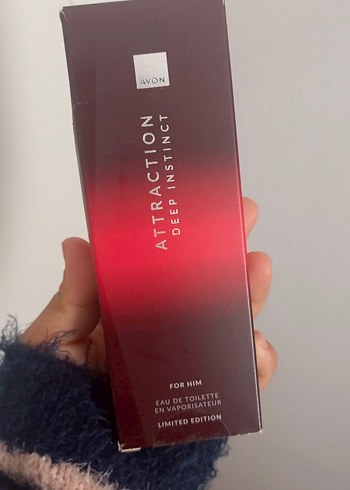 AVON
ATTRACTION
DEEP INSTINCT
FOR HIM
EAU DE TOILETTE
EN VAPORISATEUR
LIMITED EDITION